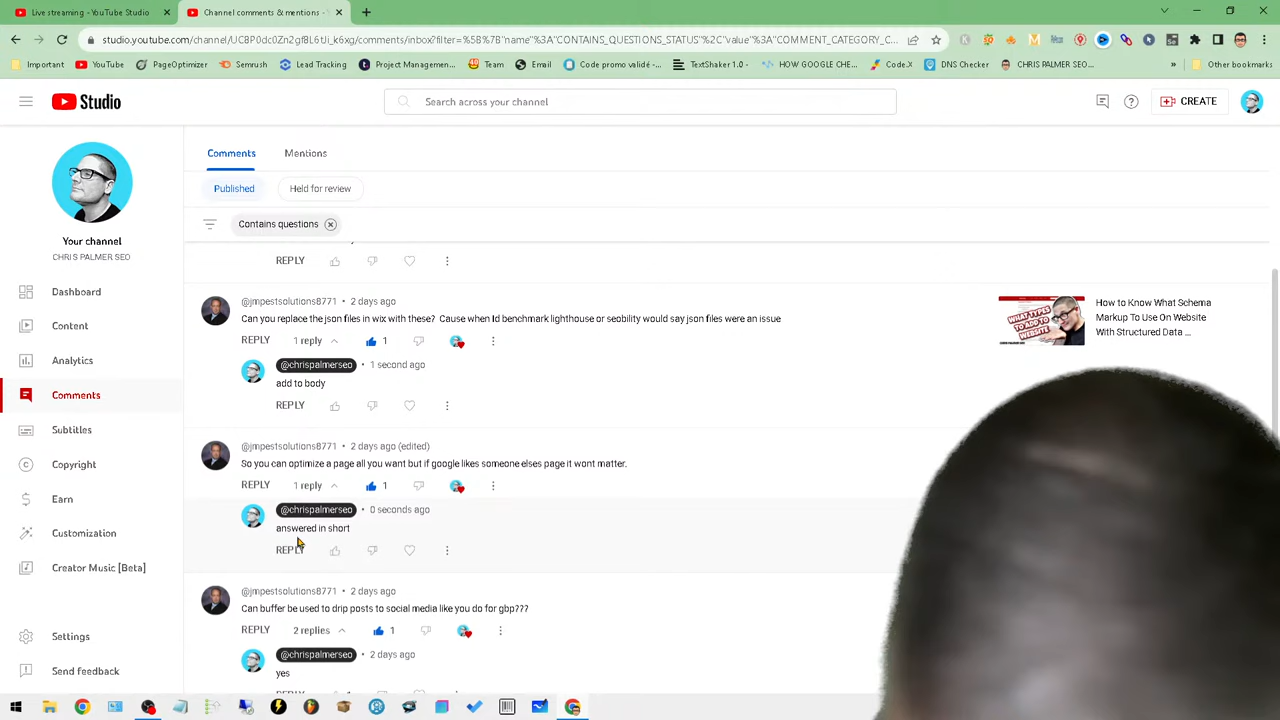 Live streaming - YouTube Studio
Channel comments & mentions -
studio.youtube.com/channel/UC8P0dc0Zn2gf8L6tJi_k6xg/comments/inbox?filter=%5B%7B"name"%3A"CONTAINS_QUESTIONS_STATUS"%2C"value"%3A"COMMENT_CATEGORY_C...
Important YouTube PageOptimizer Semrush Lead Tracking Project Managemen... Team Email Code promo validé -... TextShaker 1.0 - HOW GOOGLE CHE... Code.X DNS Checker CHRIS PALMER SEO... » Other bookmarks
Studio
Search across your channel
CREATE
Your channel
CHRIS PALMER SEO
Dashboard
Content
Analytics
Comments
Subtitles
Copyright
Earn
Customization
Creator Music [Beta]
Settings
Send feedback
Comments Mentions
Published Held for review
Contains questions
REPLY
@jmpestsolutions8771 • 2 days ago
Can you replace the json files in wix with these? Cause when Id benchmark lighthouse or seobility would say json files were an issue
REPLY 1 reply 1
@chrispalmerseo • 1 second ago
add to body
REPLY
How to Know What Schema
Markup To Use On Website
With Structured Data ...
WHAT TYPES
TO ADD TO
WEBSITE
@jmpestsolutions8771 • 2 days ago (edited)
So you can optimize a page all you want but if google likes someone elses page it wont matter.
REPLY 1 reply 1
@chrispalmerseo • 0 seconds ago
answered in short
REPLY
@jmpestsolutions8771 • 2 days ago
Can buffer be used to drip posts to social media like you do for gbp???
REPLY 2 replies 1
@chrispalmerseo • 2 days ago
yes